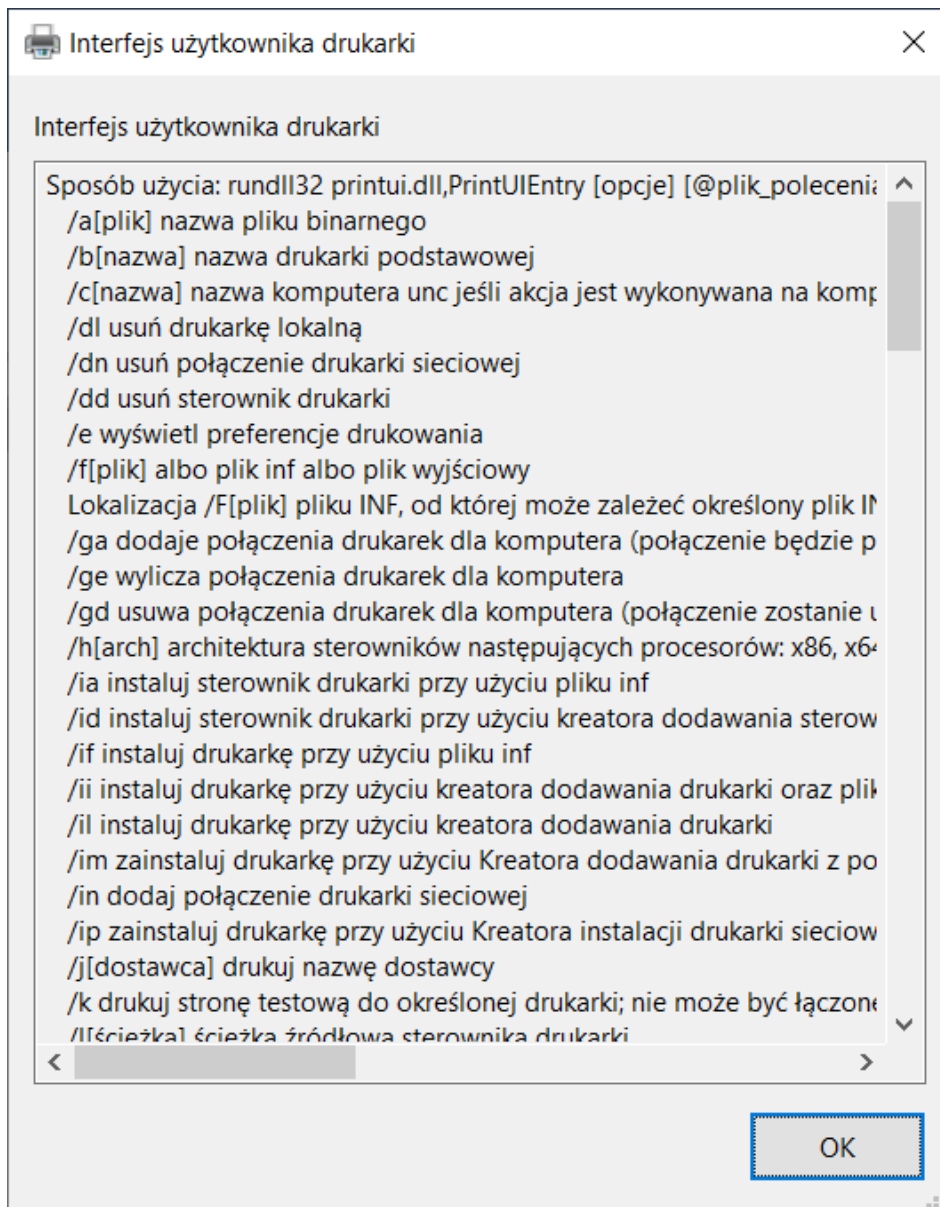 Interfejs użytkownika drukarki
Interfejs użytkownika drukarki
Sposób użycia: rundll32 printui.dll,PrintUIEntry [opcje] [@plik_polecenia
/a[plik] nazwa pliku binarnego
/b[nazwa] nazwa drukarki podstawowej
/c[nazwa] nazwa komputera unc jeśli akcja jest wykonywana na komp
/dl usuń drukarkę lokalną
/dn usuń połączenie drukarki sieciowej
/dd usuń sterownik drukarki
/e wyświetl preferencje drukowania
/f[plik] albo plik inf albo plik wyjściowy
Lokalizacja /F[plik] pliku INF, od której może zależeć określony plik IN
/ga dodaje połączenia drukarek dla komputera (połączenie będzie p
/ge wylicza połączenia drukarek dla komputera
/gd usuwa połączenia drukarek dla komputera (połączenie zostanie u
/h[arch] architektura sterowników następujących procesorów: x86, x64
/ia instaluj sterownik drukarki przy użyciu pliku inf
/id instaluj sterownik drukarki przy użyciu kreatora dodawania sterow
/if instaluj drukarkę przy użyciu pliku inf
/ii instaluj drukarkę przy użyciu kreatora dodawania drukarki oraz plik
/il instaluj drukarkę przy użyciu kreatora dodawania drukarki
/im zainstaluj drukarkę przy użyciu Kreatora dodawania drukarki z po
/in dodaj połączenie drukarki sieciowej
/ip zainstaluj drukarkę przy użyciu Kreatora instalacji drukarki sieciow
/j[dostawca] drukuj nazwę dostawcy
/k drukuj stronę testową do określonej drukarki; nie może być łączone
/l[ścieżka] ścieżka źródłowa sterownika drukarki
OK